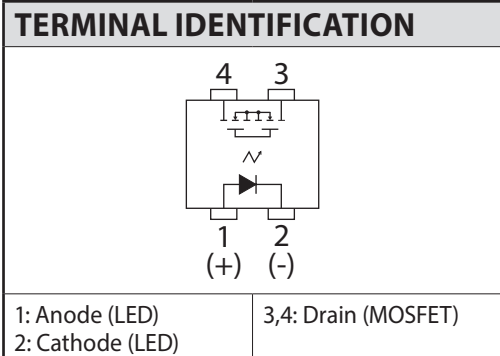 TERMINAL IDENTIFICATION
4 3
1 2
(+) (-)
1: Anode (LED)
2: Cathode (LED)
3,4: Drain (MOSFET)